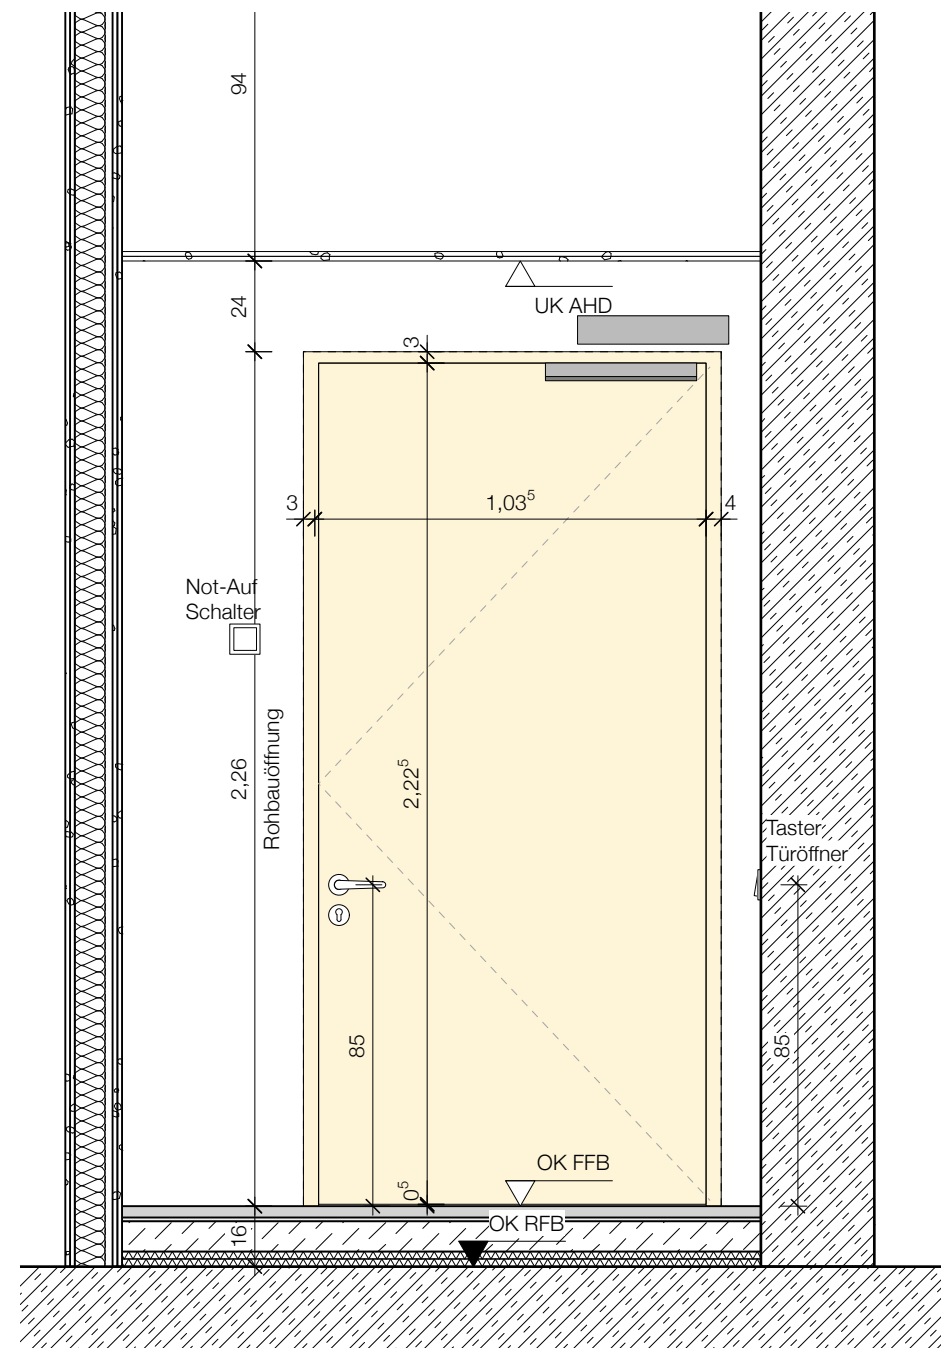 94
24
UK AHD
3
3
1,03⁵
4
Not-Auf
Schalter
2,26
Rohbauöffnung
2,22⁵
Taster
Türöffner
85
85
OK FFB
0⁵
OK RFB
16